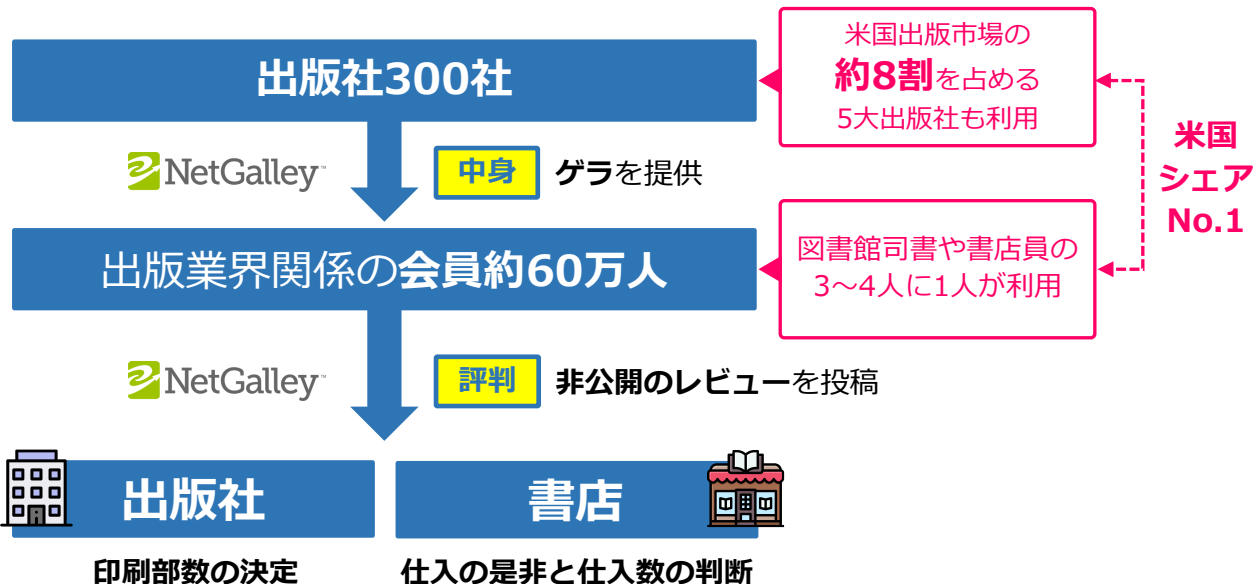 出版社300社
米国出版市場の
約8割を占める
5大出版社も利用
米国
シェア
No.1
NetGalley™
中身
ゲラを提供
出版業界関係の会員約60万人
図書館司書や書店員の
3～4人に1人が利用
NetGalley™
評判
非公開のレビューを投稿
出版社
書店
印刷部数の決定
仕入の是非と仕入数の判断